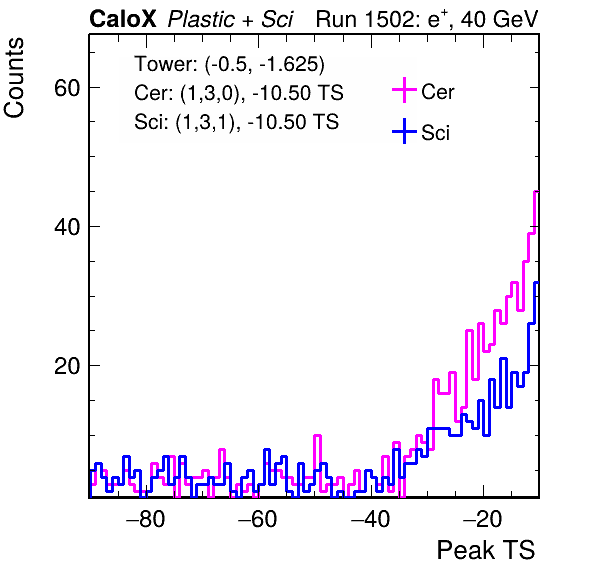 CaloX Plastic + Sci Run 1502: e+, 40 GeV
Tower: (-0.5, -1.625)
Cer: (1,3,0), -10.50 TS
Sci: (1,3,1), -10.50 TS
Cer
Sci
Counts
60
40
20
−80 −60 −40 −20
Peak TS